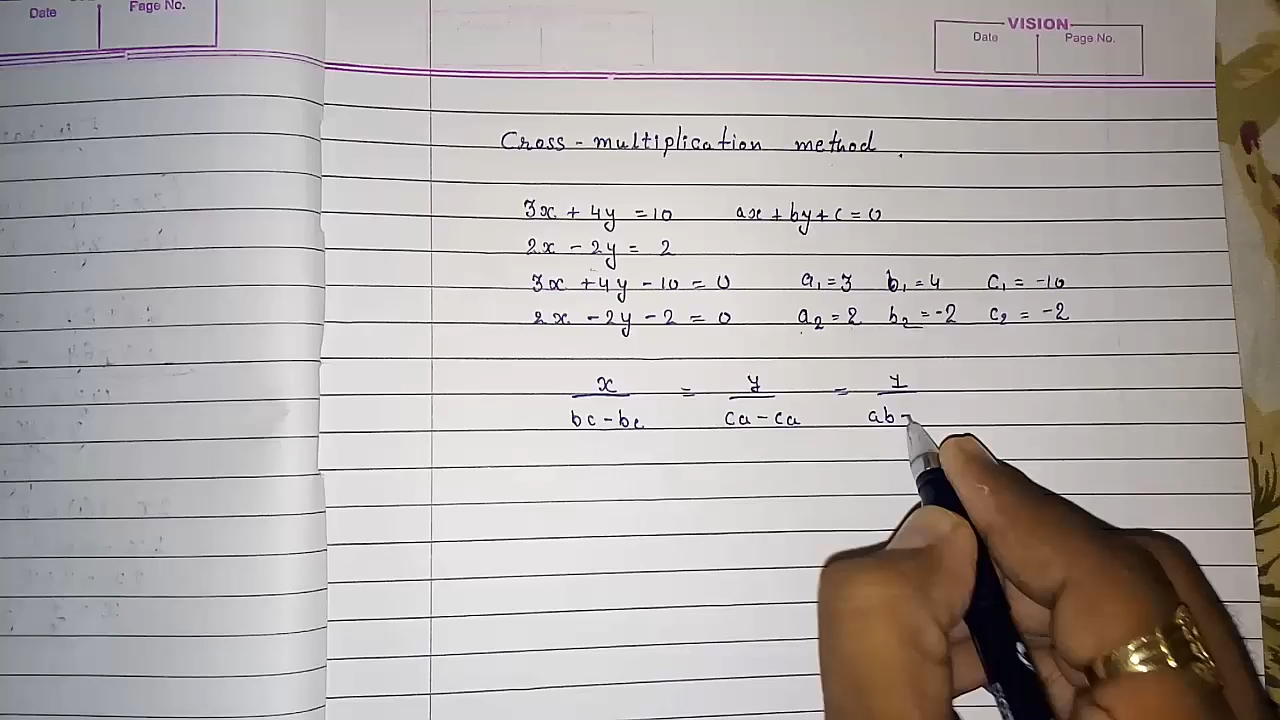 Date Page No.
VISION
Date Page No.
Cross - multiplication method .
3x + 4y = 10 ax + by + c = 0
2x - 2y = 2
3x + 4y - 10 = 0 a₁ = 3 b₁ = 4 c₁ = -10
2x - 2y - 2 = 0 a₂ = 2 b₂ = -2 c₂ = -2
x = y = 1
bc - bc ca - ca ab -